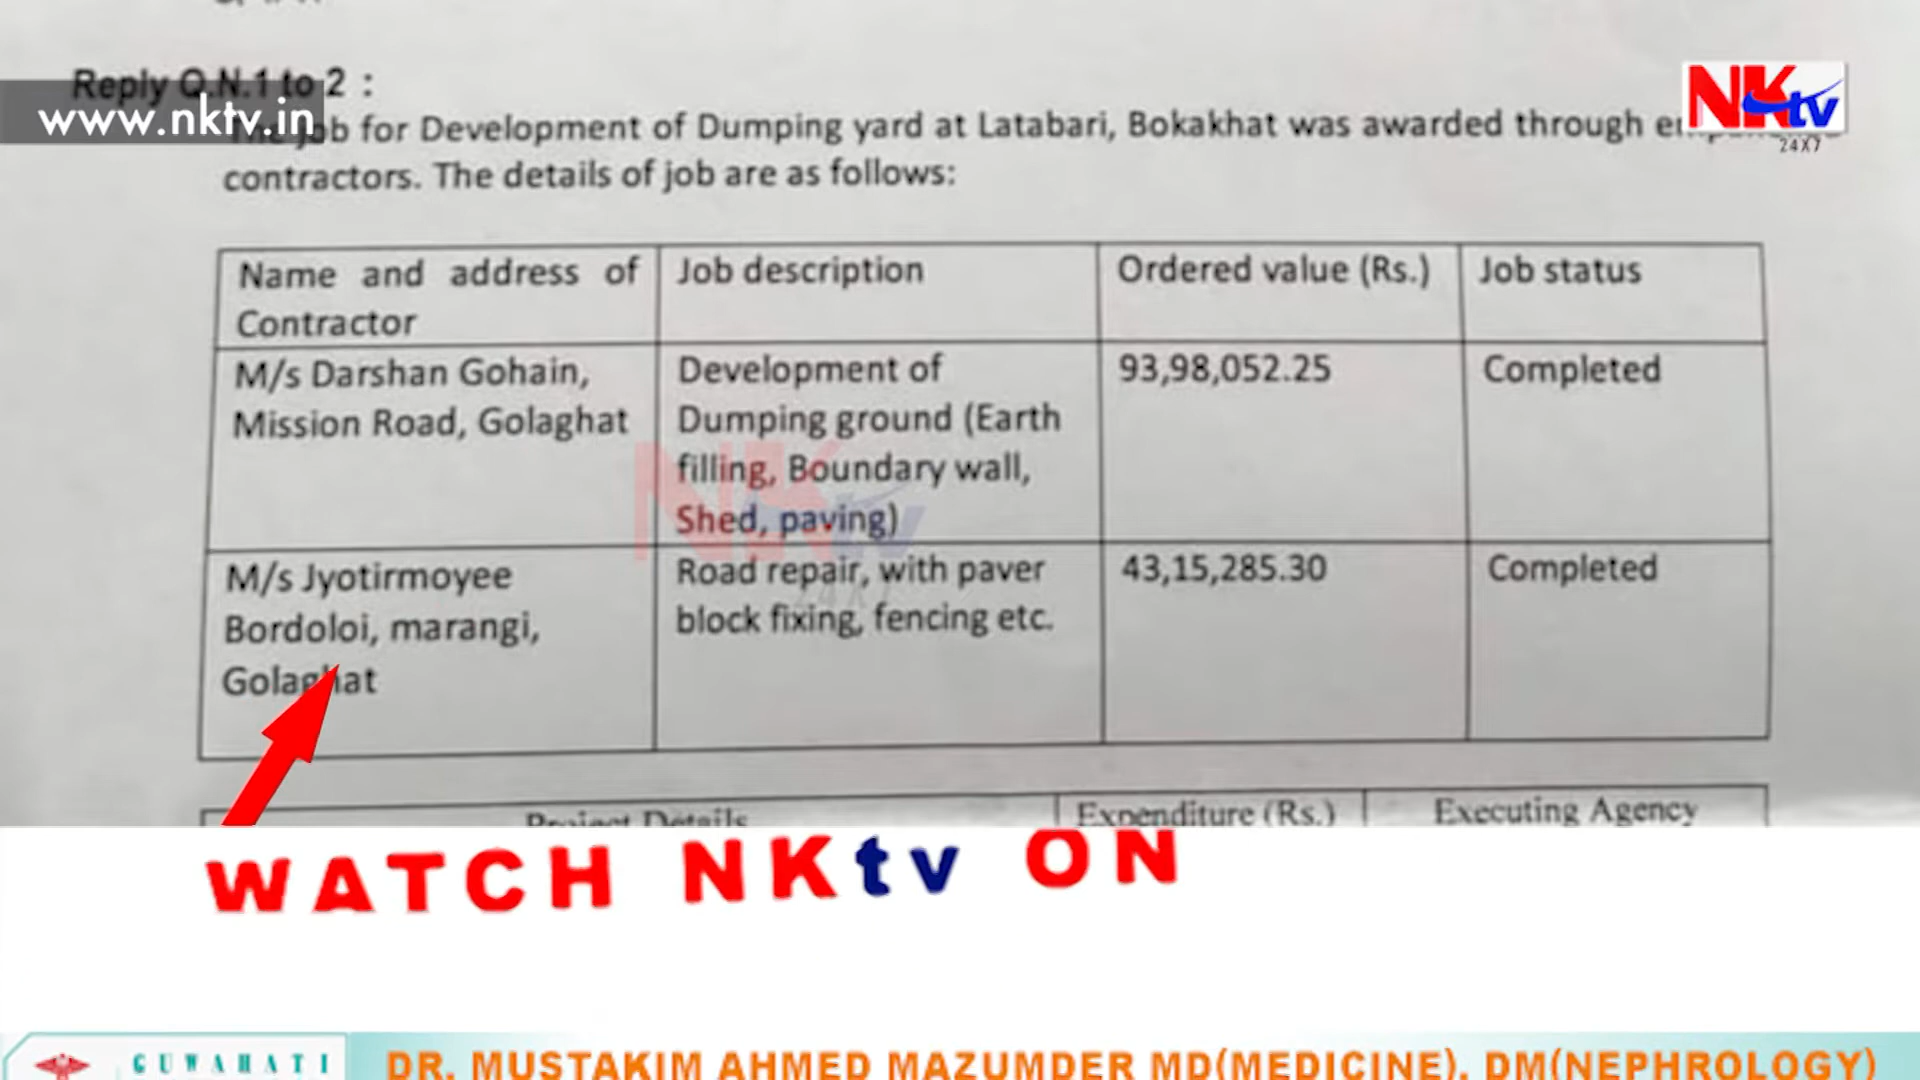 Reply Q.N.1 to 2 :
www.nktv.in
NKtv
24X7
The job for Development of Dumping yard at Latabari, Bokakhat was awarded through
contractors. The details of job are as follows:
Name and address of Contractor
Job description
Ordered value (Rs.)
Job status
M/s Darshan Gohain,
Mission Road, Golaghat
Development of
Dumping ground (Earth
filling, Boundary wall,
Shed, paving)
93,98,052.25
Completed
NKtv
M/s Jyotirmoyee
Bordoloi, marangi,
Golaghat
Road repair, with paver
block fixing, fencing etc.
43,15,285.30
Completed
Project Details
Expenditure (Rs.)
Executing Agency
WATCH NKtv ON
GUWAHATI
DR. MUSTAKIM AHMED MAZUMDER MD(MEDICINE), DM(NEPHROLOGY)